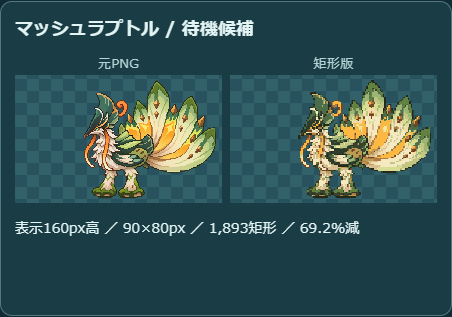 マッシュラプトル / 待機候補
元PNG
矩形版
表示160px高 ／ 90×80px ／ 1,893矩形 ／ 69.2%減